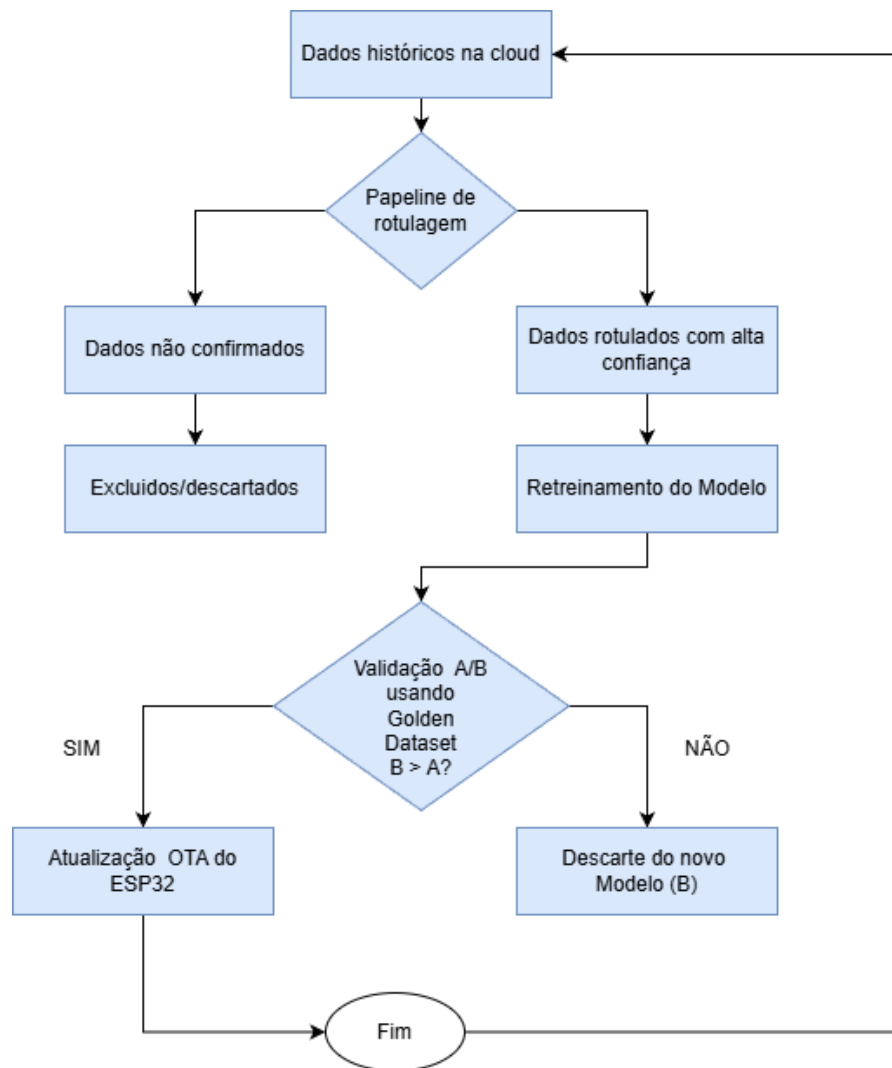 Dados históricos na cloud
Papeline de
rotulagem
Dados não confirmados
Dados rotulados com alta
confiança
Excluidos/descartados
Retreinamento do Modelo
Validação A/B
usando
Golden
Dataset
B > A?
SIM
NÃO
Atualização OTA do
ESP32
Descarte do novo
Modelo (B)
Fim